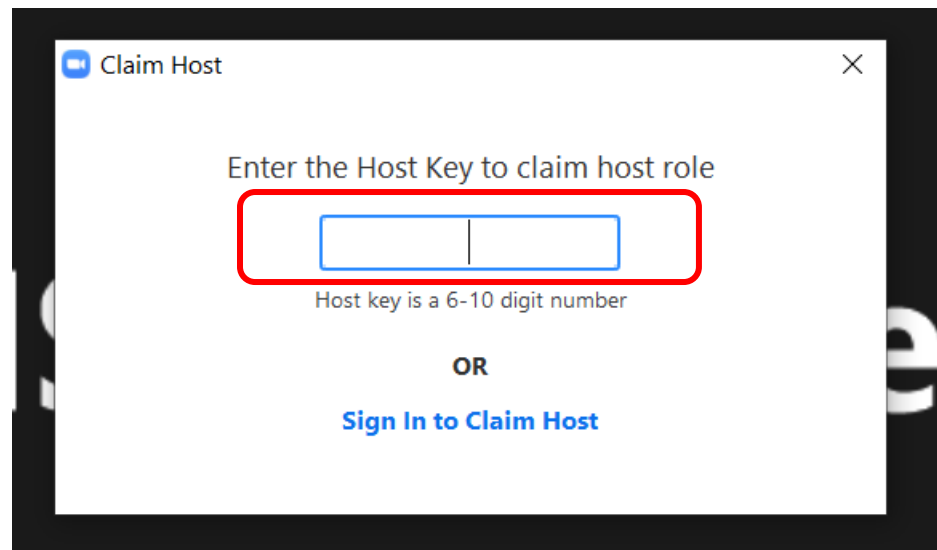 Claim Host
Enter the Host Key to claim host role
Host key is a 6-10 digit number
OR
Sign In to Claim Host